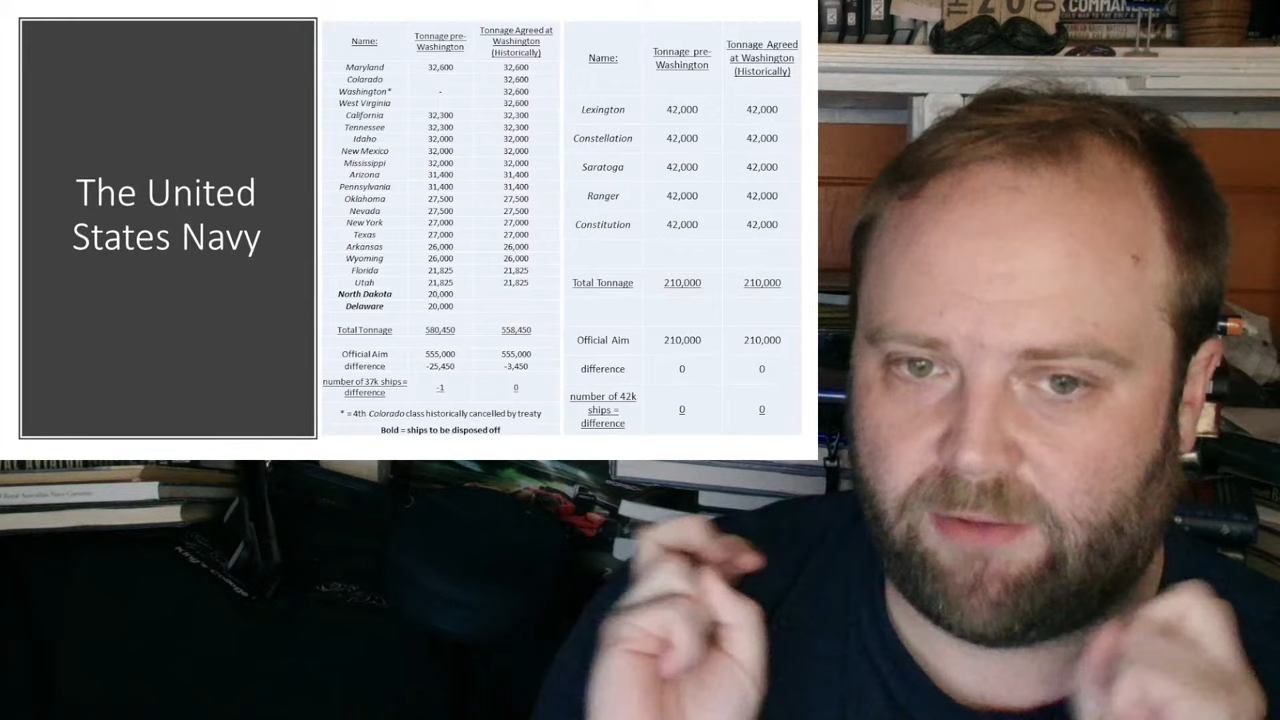 The United
States Navy
Name: Tonnage pre- Tonnage Agreed at
Washington Washington
(Historically)
Maryland 32,600 32,600
Colarado 32,600
Washington* - 32,600
West Virginia 32,600
California 32,300 32,300
Tennessee 32,300 32,300
Idaho 32,000 32,000
New Mexico 32,000 32,000
Mississippi 32,000 32,000
Arizona 31,400 31,400
Pennsylvania 31,400 31,400
Oklahoma 27,500 27,500
Nevada 27,500 27,500
New York 27,000 27,000
Texas 27,000 27,000
Arkansas 26,000 26,000
Wyoming 26,000 26,000
Florida 21,825 21,825
Utah 21,825 21,825
North Dakota 20,000
Delaware 20,000
Total Tonnage 580,450 558,450
Official Aim 555,000 555,000
difference -25,450 -3,450
number of 37k ships =
difference -1 0
* = 4th Colorado class historically cancelled by treaty
Bold = ships to be disposed off
Name: Tonnage pre- Tonnage Agreed
Washington at Washington
(Historically)
Lexington 42,000 42,000
Constellation 42,000 42,000
Saratoga 42,000 42,000
Ranger 42,000 42,000
Constitution 42,000 42,000
Total Tonnage 210,000 210,000
Official Aim 210,000 210,000
difference 0 0
number of 42k
ships = 0 0
difference
COMMAND